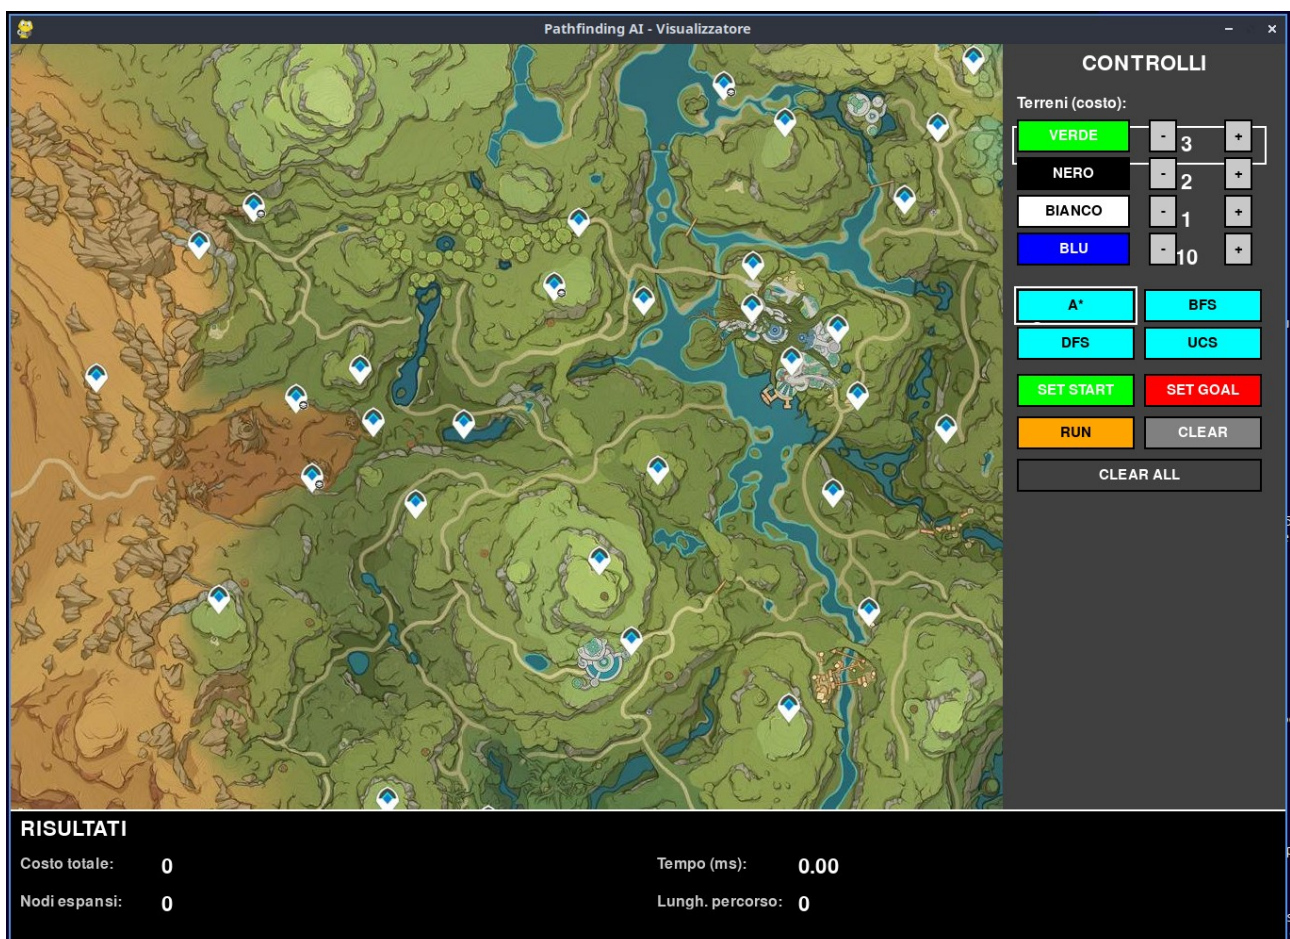 Pathfinding AI - Visualizzatore
CONTROLLI
Terreni (costo):
VERDE - 3 +
NERO - 2 +
BIANCO - 1 +
BLU - 10 +
A* BFS
DFS UCS
SET START SET GOAL
RUN CLEAR
CLEAR ALL
RISULTATI
Costo totale: 0 Tempo (ms): 0.00
Nodi espansi: 0 Lungh. percorso: 0